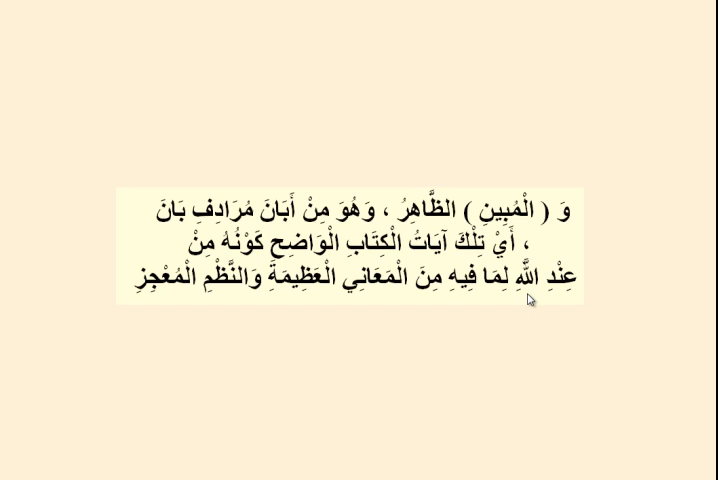 وَ ( الْمُبِينِ ) الظَّاهِرُ ، وَهُوَ مِنْ أَبَانَ مُرَادِفِ بَانَ
، أَيْ تِلْكَ آيَاتُ الْكِتَابِ الْوَاضِحِ كَوْنُهُ مِنْ
عِنْدِ اللَّهِ لِمَا فِيهِ مِنَ الْمَعَانِي الْعَظِيمَةِ وَالنَّظْمِ الْمُعْجِزِ